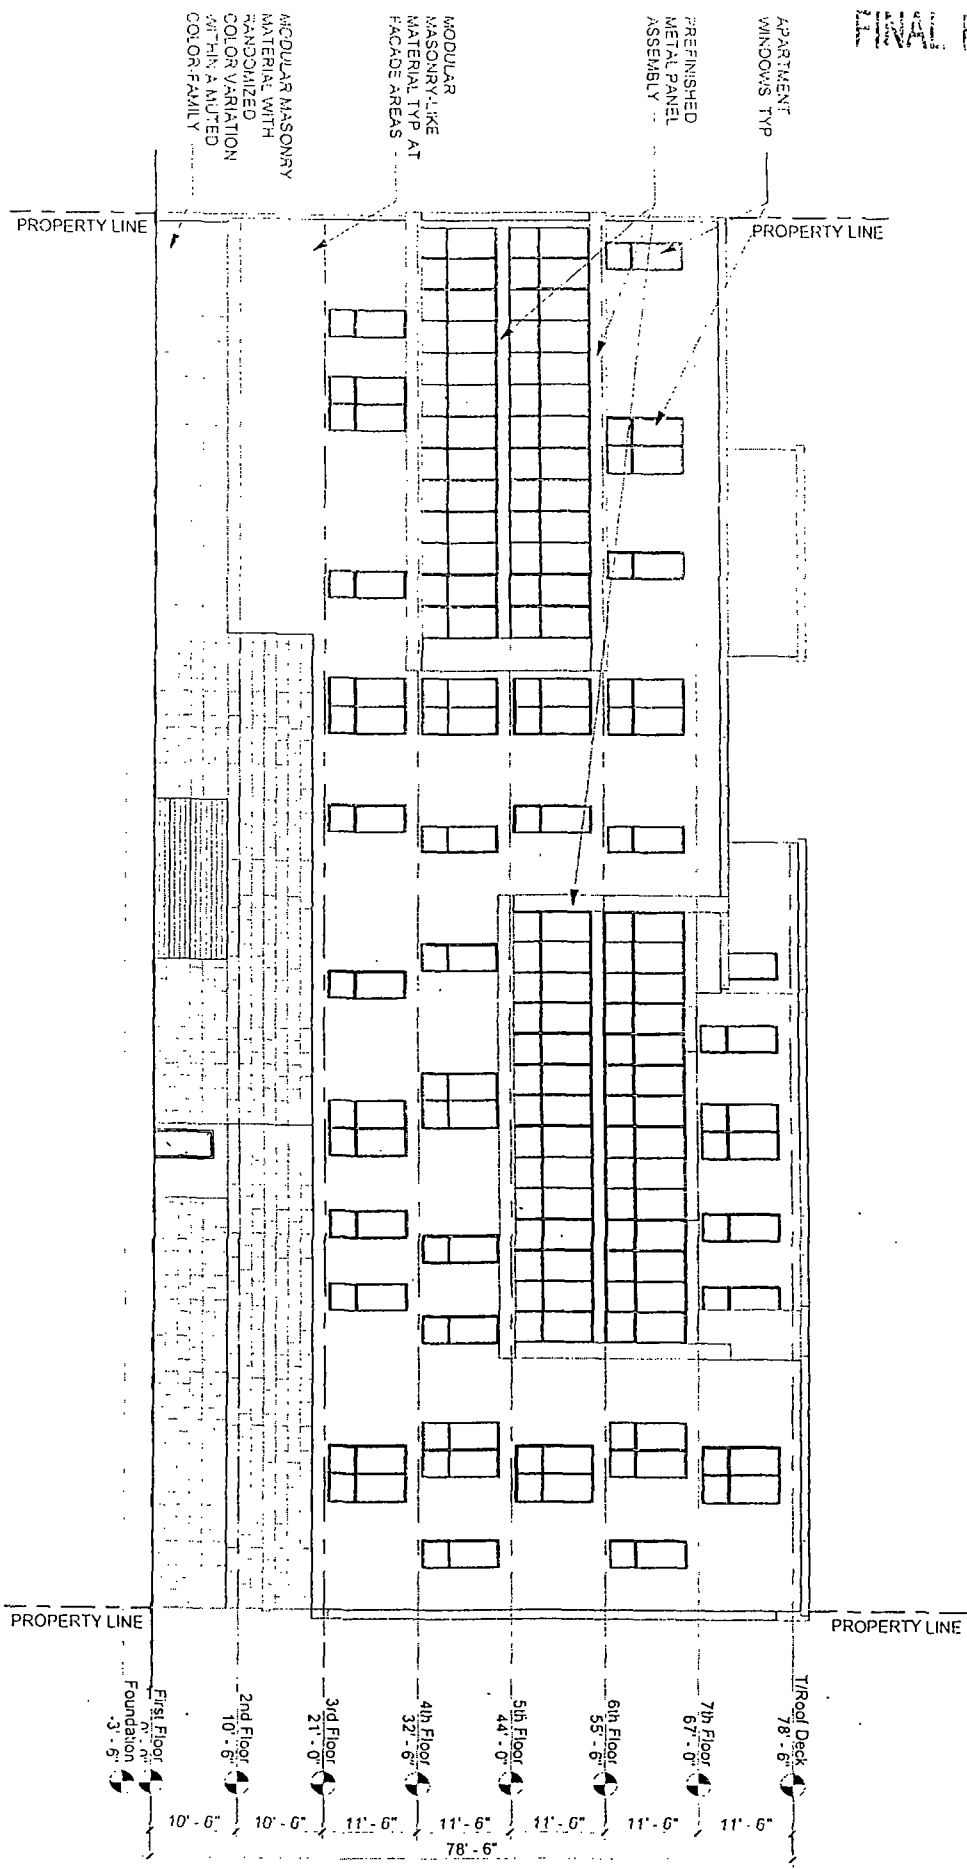 FINAL
APARTMENT
WINDOWS TYP
PREFINISHED
METAL PANEL
ASSEMBLY
MODULAR
MASONRY-LIKE
MATERIAL TYP AT
FACADE AREAS
MODULAR MASONRY
MATERIAL WITH
RANDOMIZED
COLOR VARIATION
WITHIN A MUTED
COLOR-FAMILY
PROPERTY LINE
PROPERTY LINE
PROPERTY LINE
PROPERTY LINE
T/Roof Deck
78' - 6"
7th Floor
67' - 0"
6th Floor
55' - 6"
5th Floor
44' - 0"
4th Floor
32' - 6"
3rd Floor
21' - 0"
2nd Floor
10' - 6"
First Floor
0' - 0"
Foundation
-3' - 6"
11' - 6"
11' - 6"
11' - 6"
11' - 6"
11' - 6"
10' - 6"
10' - 6"
78' - 6"